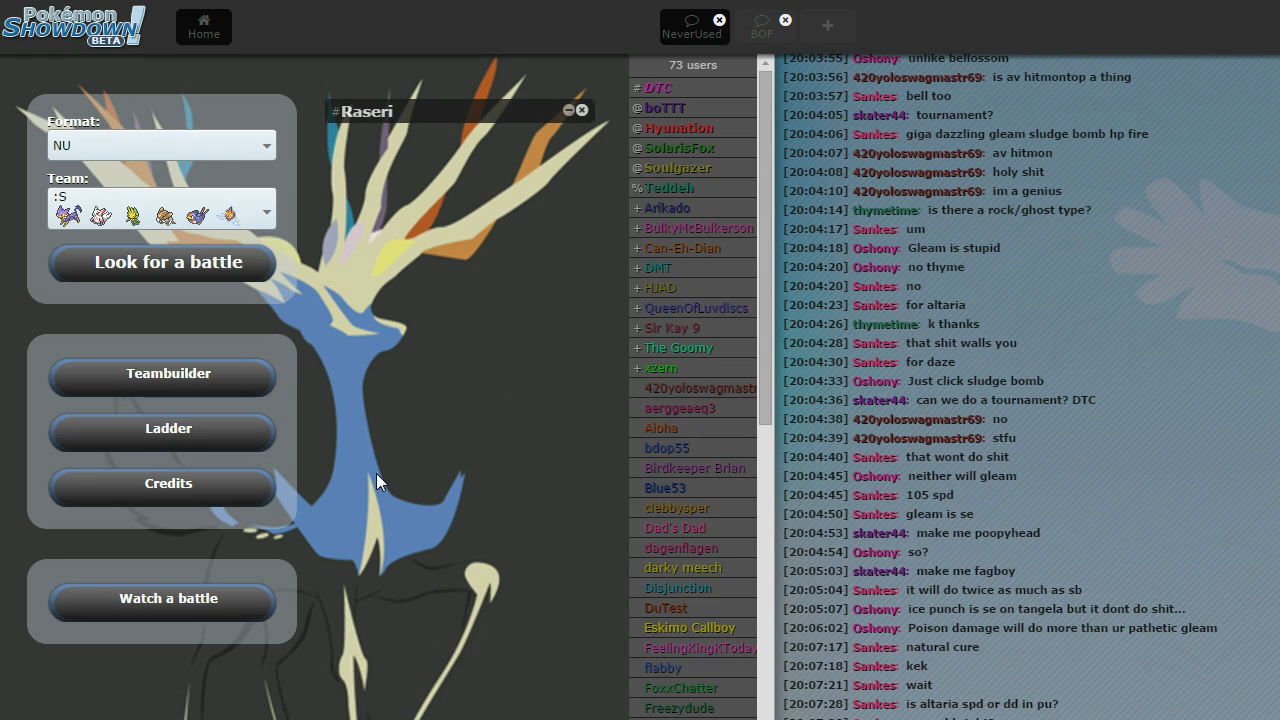 Pokémon
SHOWDOWN!
BETA
Home
NeverUsed
BOF
Format:
NU
Team:
:S
Look for a battle
Teambuilder
Ladder
Credits
Watch a battle
#Raseri
73 users
# DTC
@boTTT
@Hyunation
@SolarisFox
@Soulgazer
%Teddeh
+Arikado
+BulkyMcBulkerson
+Can-Eh-Dian
+DMT
+HJAD
+QueenOfLuvdiscs
+Sir Kay 9
+The Goomy
+xzern
420yoloswagmastr
aerggeaeq3
Aloha
bdop55
Birdkeeper Brian
Blue53
clebbysper
Dad's Dad
dagenflagen
darky meech
Disjunction
DuTest
Eskimo Callboy
FeelingKingKToday
flabby
FoxxChatter
Freezydude
[20:03:55] Oshony: unlike bellossom
[20:03:56] 420yoloswagmastr69: is av hitmontop a thing
[20:03:57] Sankes: bell too
[20:04:05] skater44: tournament?
[20:04:06] Sankes: giga dazzling gleam sludge bomb hp fire
[20:04:07] 420yoloswagmastr69: av hitmon
[20:04:08] 420yoloswagmastr69: holy shit
[20:04:10] 420yoloswagmastr69: im a genius
[20:04:14] thymetime: is there a rock/ghost type?
[20:04:17] Sankes: um
[20:04:18] Oshony: Gleam is stupid
[20:04:20] Oshony: no thyme
[20:04:20] Sankes: no
[20:04:23] Sankes: for altaria
[20:04:26] thymetime: k thanks
[20:04:28] Sankes: that shit walls you
[20:04:30] Sankes: for daze
[20:04:33] Oshony: Just click sludge bomb
[20:04:36] skater44: can we do a tournament? DTC
[20:04:38] 420yoloswagmastr69: no
[20:04:39] 420yoloswagmastr69: stfu
[20:04:40] Sankes: that wont do shit
[20:04:45] Oshony: neither will gleam
[20:04:45] Sankes: 105 spd
[20:04:50] Sankes: gleam is se
[20:04:53] skater44: make me poopyhead
[20:04:54] Oshony: so?
[20:05:03] skater44: make me fagboy
[20:05:04] Sankes: it will do twice as much as sb
[20:05:07] Oshony: ice punch is se on tangela but it dont do shit...
[20:06:02] Oshony: Poison damage will do more than ur pathetic gleam
[20:07:17] Sankes: natural cure
[20:07:18] Sankes: kek
[20:07:21] Sankes: wait
[20:07:28] Sankes: is altaria spd or dd in pu?